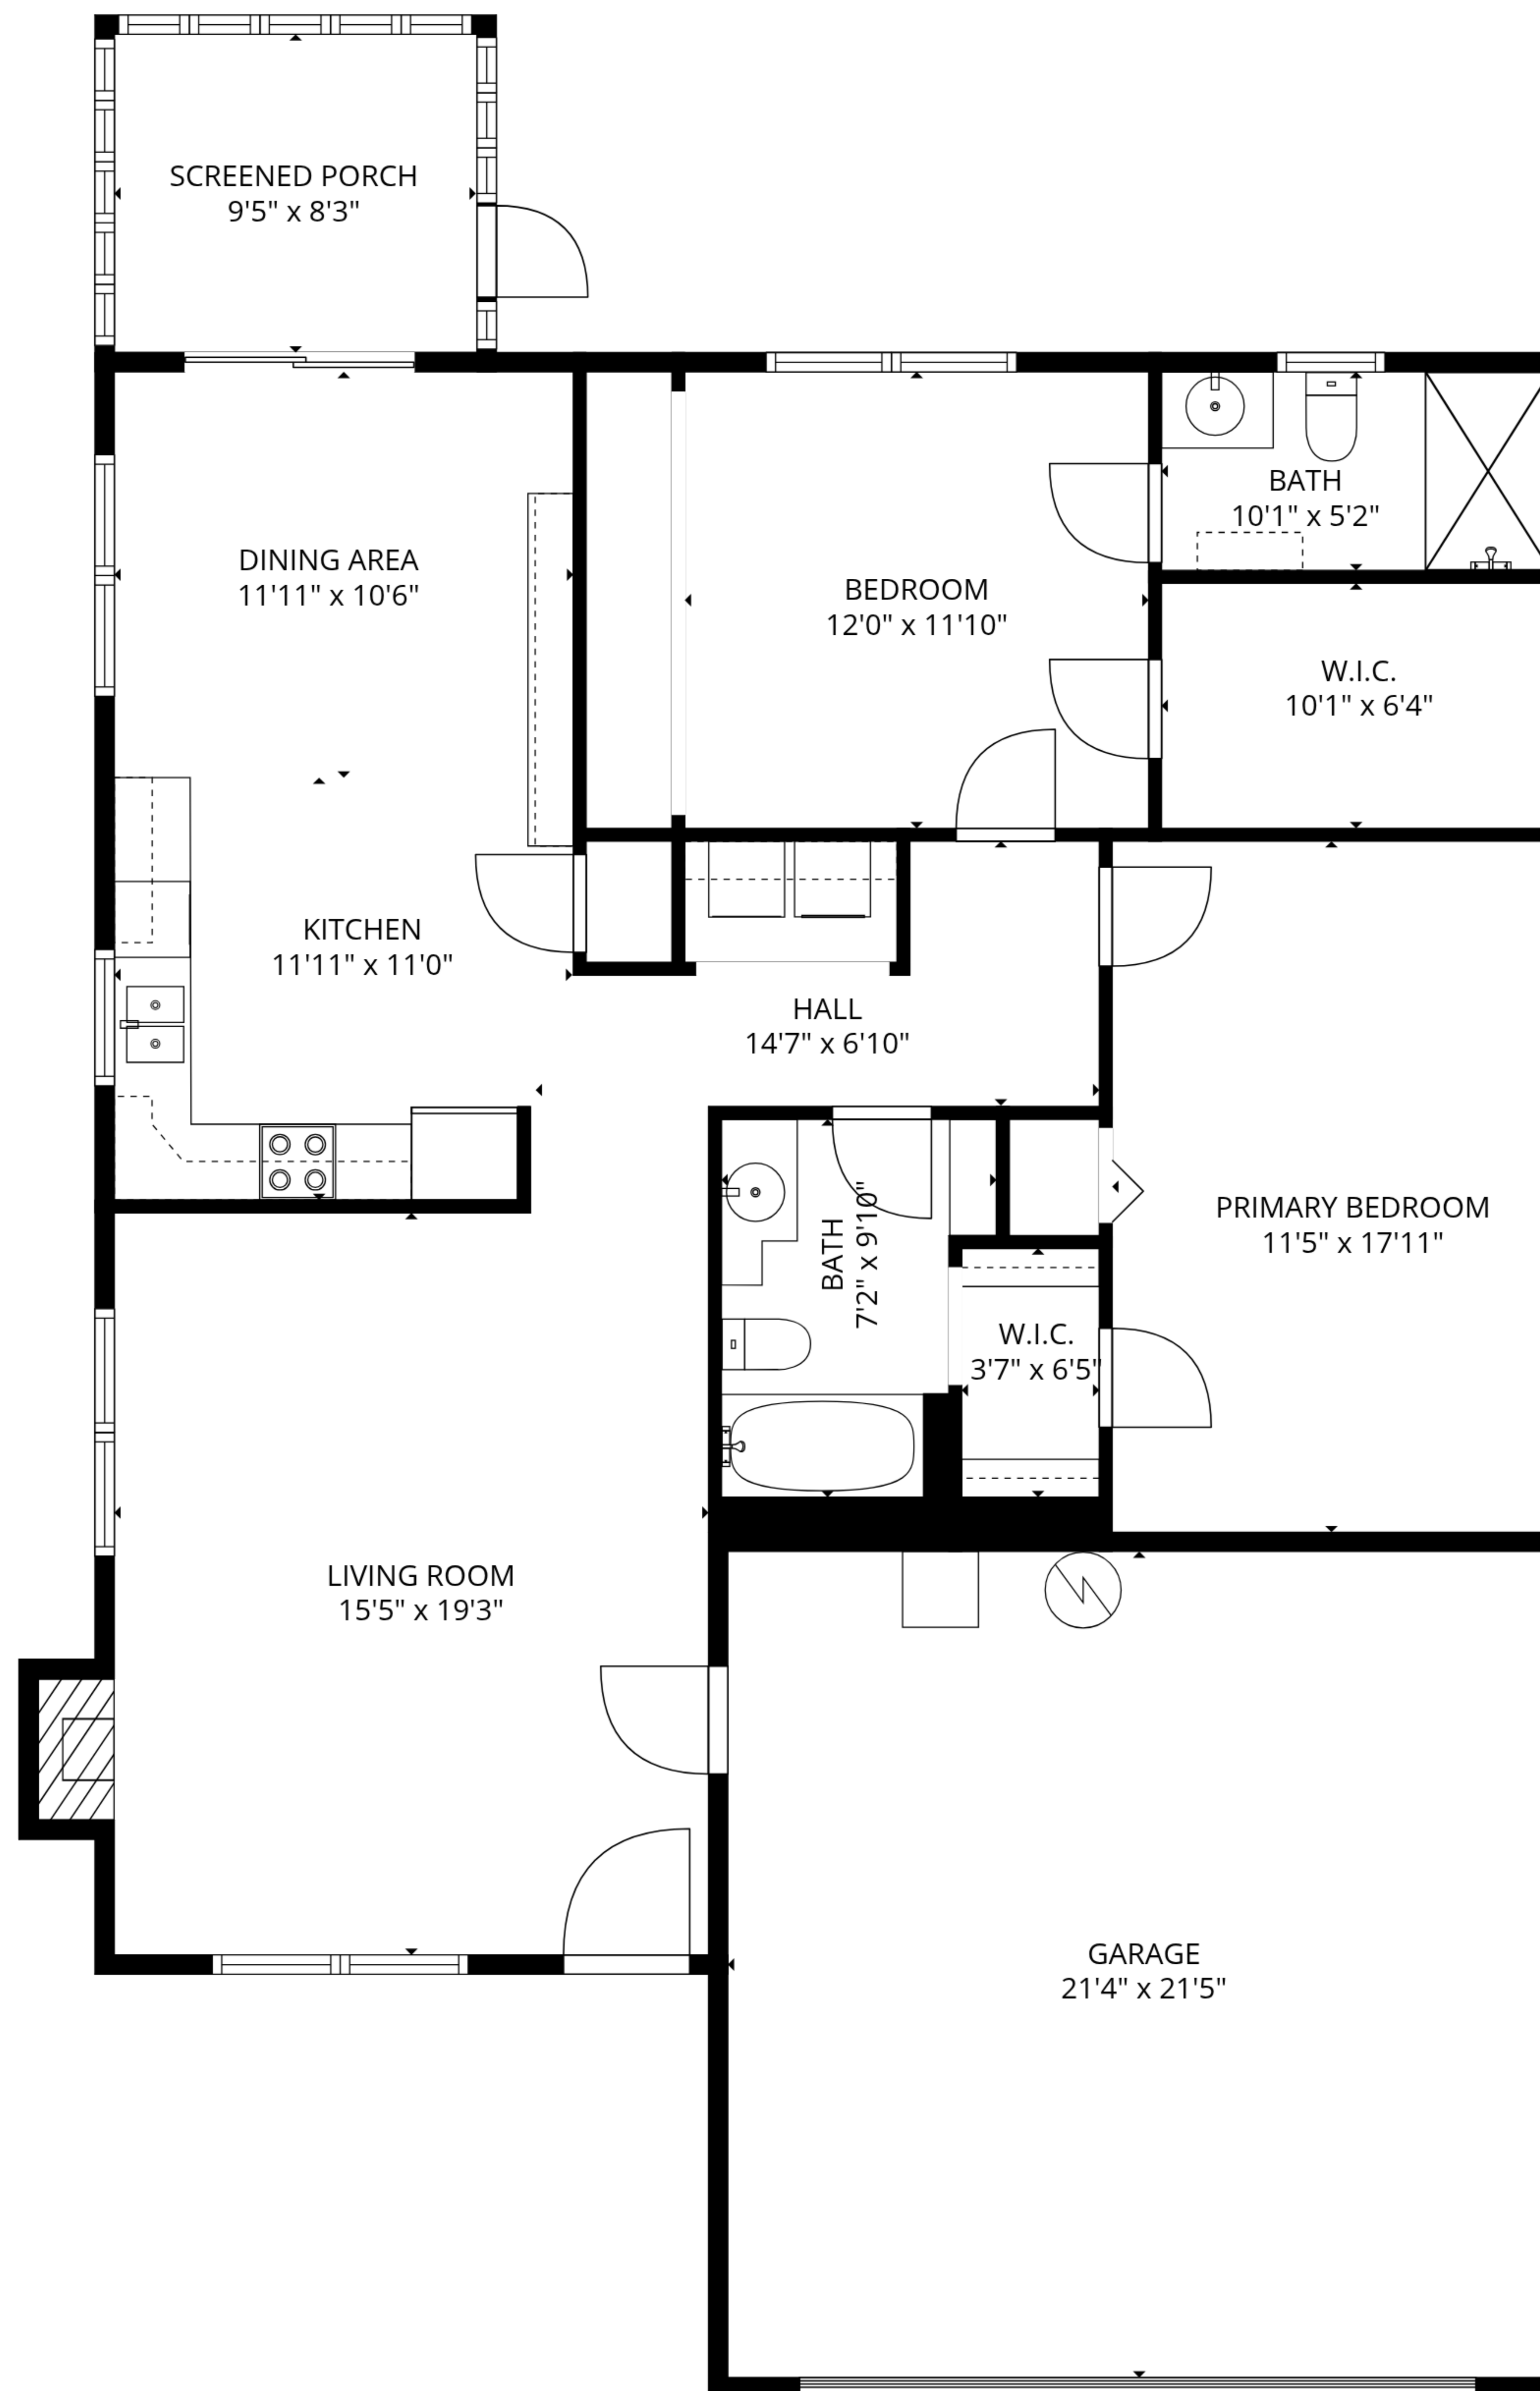 SCREENED PORCH
9'5" x 8'3"
BATH
10'1" x 5'2"
DINING AREA
11'11" x 10'6"
BEDROOM
12'0" x 11'10"
W.I.C.
10'1" x 6'4"
KITCHEN
11'11" x 11'0"
HALL
14'7" x 6'10"
PRIMARY BEDROOM
11'5" x 17'11"
BATH
7'2" x 9'10"
W.I.C.
3'7" x 6'5"
LIVING ROOM
15'5" x 19'3"
GARAGE
21'4" x 21'5"